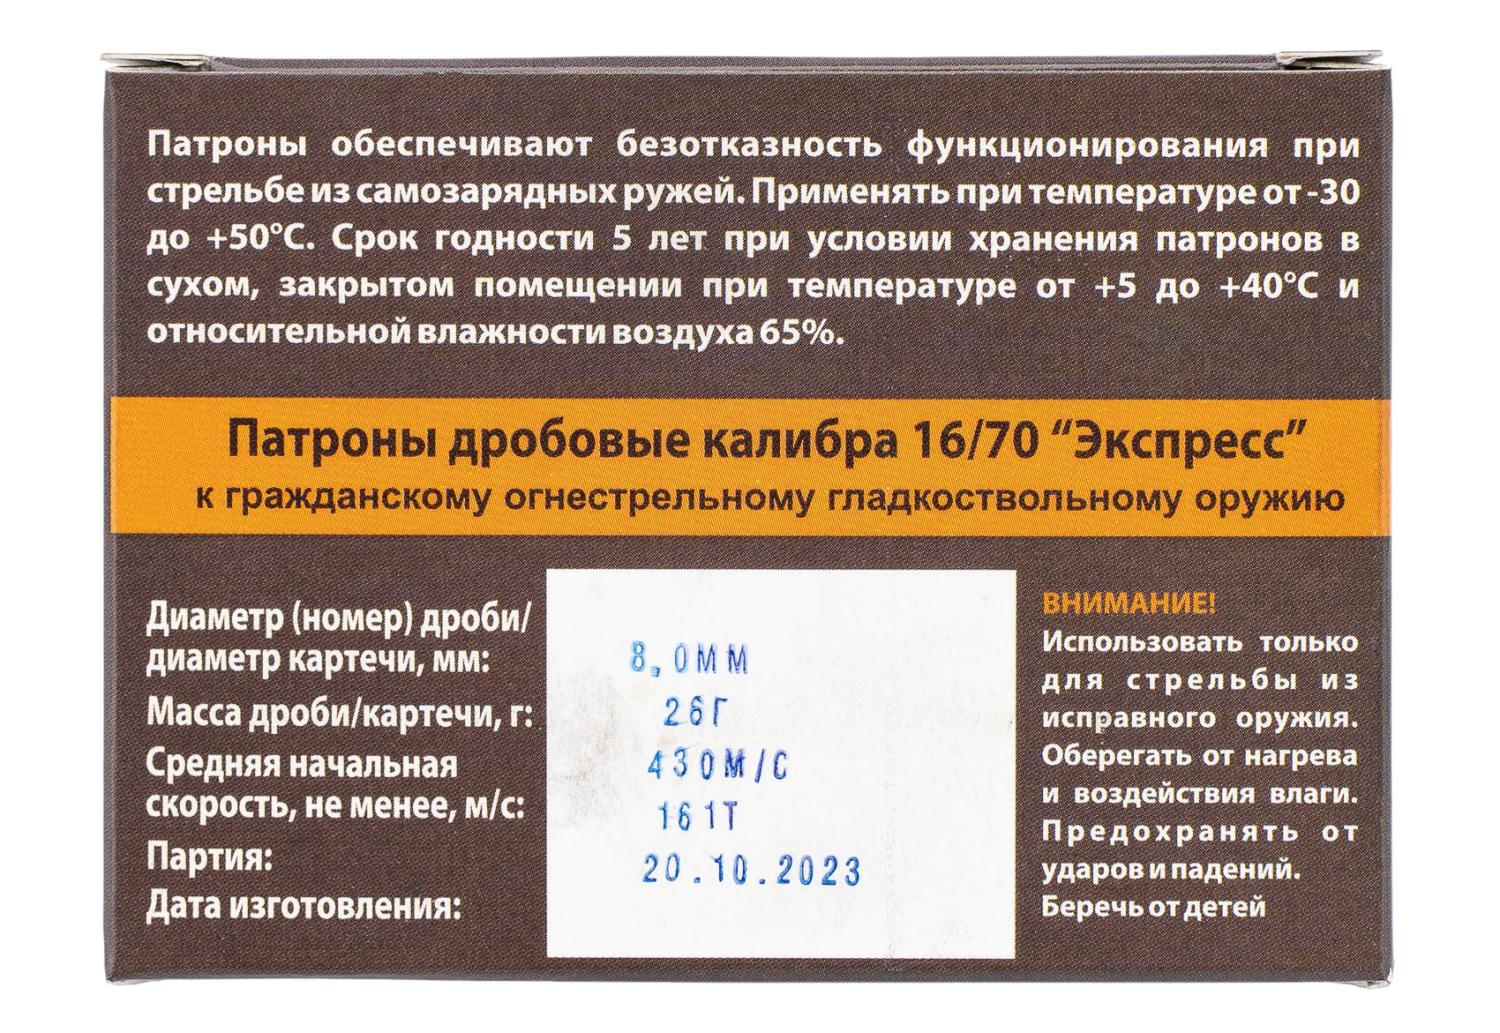 Патроны обеспечивают безотказность функционирования при
стрельбе из самозарядных ружей. Применять при температуре от -30
до +50°С. Срок годности 5 лет при условии хранения патронов в
сухом, закрытом помещении при температуре от +5 до +40°С и
относительной влажности воздуха 65%.
Патроны дробовые калибра 16/70 “Экспресс”
к гражданскому огнестрельному гладкоствольному оружию
Диаметр (номер) дроби/
диаметр картечи, мм:
Масса дроби/картечи, г:
Средняя начальная
скорость, не менее, м/с:
Партия:
Дата изготовления:
8,0ММ
26Г
430М/С
161Т
20.10.2023
ВНИМАНИЕ!
Использовать только
для стрельбы из
исправного оружия.
Оберегать от нагрева
и воздействия влаги.
Предохранять от
ударов и падений.
Беречь от детей